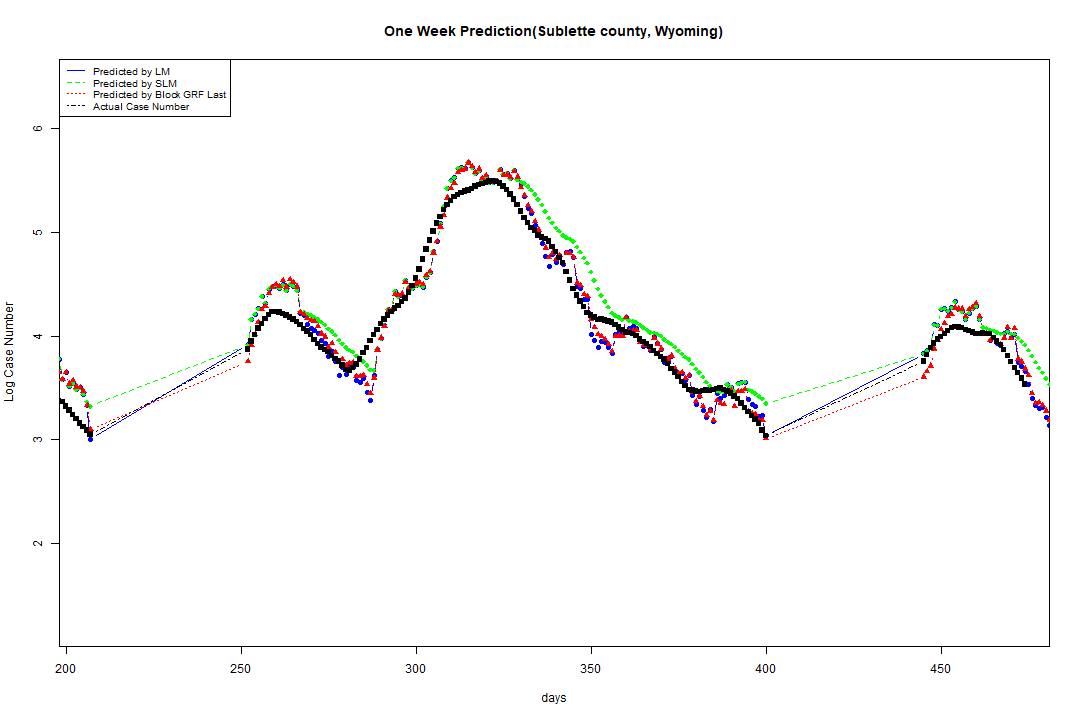 One Week Prediction(Sublette county, Wyoming)
Predicted by LM
Predicted by SLM
Predicted by Block GRF Last
Actual Case Number
Log Case Number
6
5
4
3
2
200 250 300 350 400 450
days